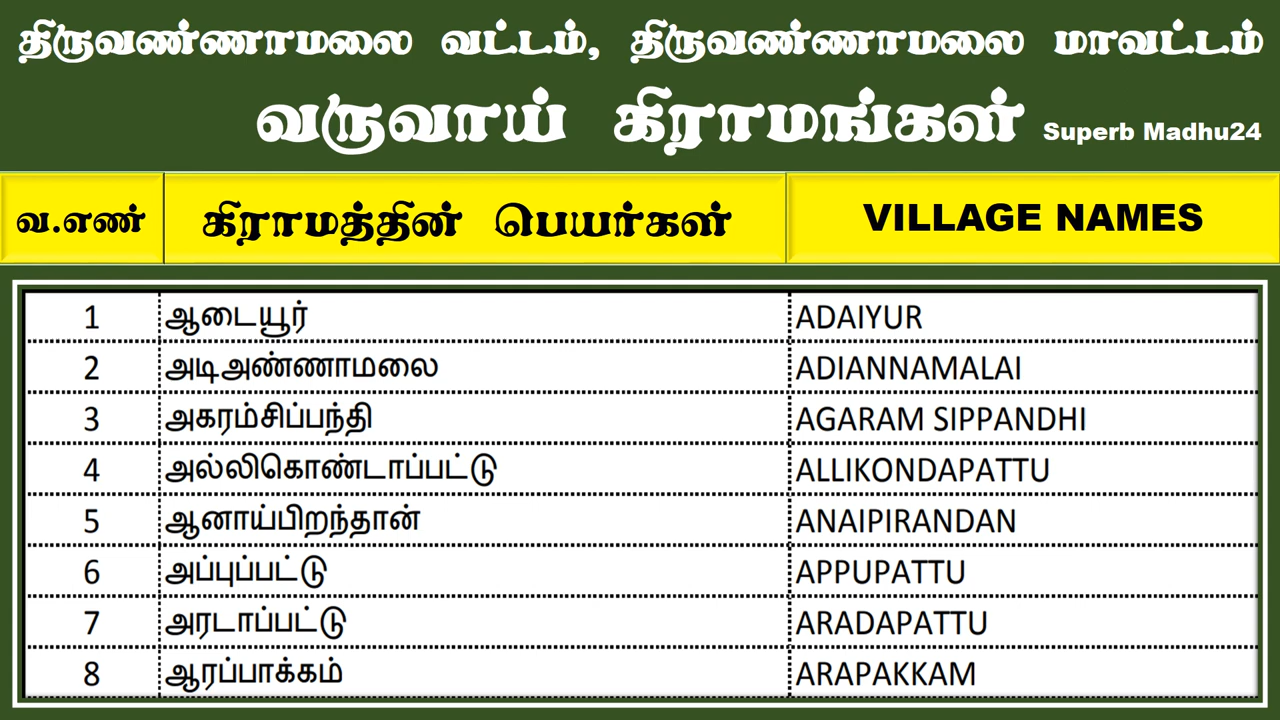 திருவண்ணாமலை வட்டம், திருவண்ணாமலை மாவட்டம்
வருவாய் கிராமங்கள் Superb Madhu24
வ.எண் கிராமத்தின் பெயர்கள் VILLAGE NAMES
1 ஆடையூர் ADAIYUR
2 அடிஅண்ணாமலை ADIANNAMALAI
3 அகரம்சிப்பந்தி AGARAM SIPPANDHI
4 அல்லிகொண்டாப்பட்டு ALLIKONDAPATTU
5 ஆனாய்பிறந்தான் ANAIPIRANDAN
6 அப்புப்பட்டு APPUPATTU
7 அரடாப்பட்டு ARADAPATTU
8 ஆரப்பாக்கம் ARAPAKKAM